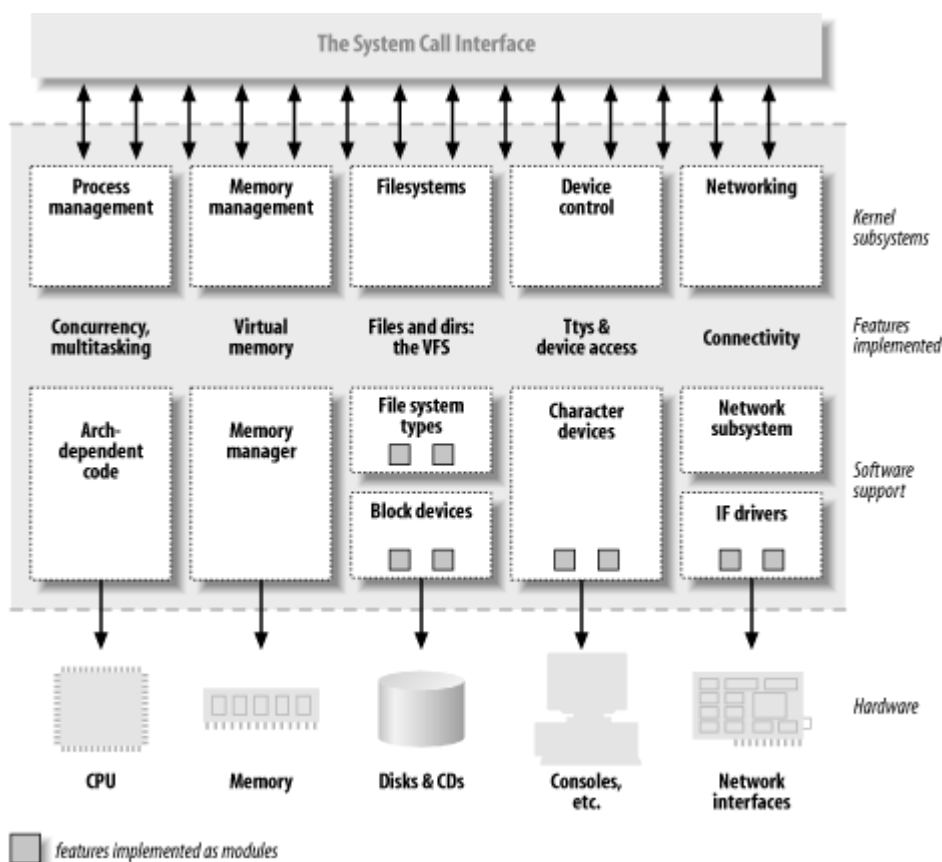 The System Call Interface
Process
management
Memory
management
Filesystems
Device
control
Networking
Kernel
subsystems
Concurrency,
multitasking
Virtual
memory
Files and dirs:
the VFS
Ttys &
device access
Connectivity
Features
implemented
Arch-
dependent
code
Memory
manager
File system
types
Block devices
Character
devices
Network
subsystem
IF drivers
Software
support
Hardware
CPU
Memory
Disks & CDs
Consoles,
etc.
Network
interfaces
features implemented as modules